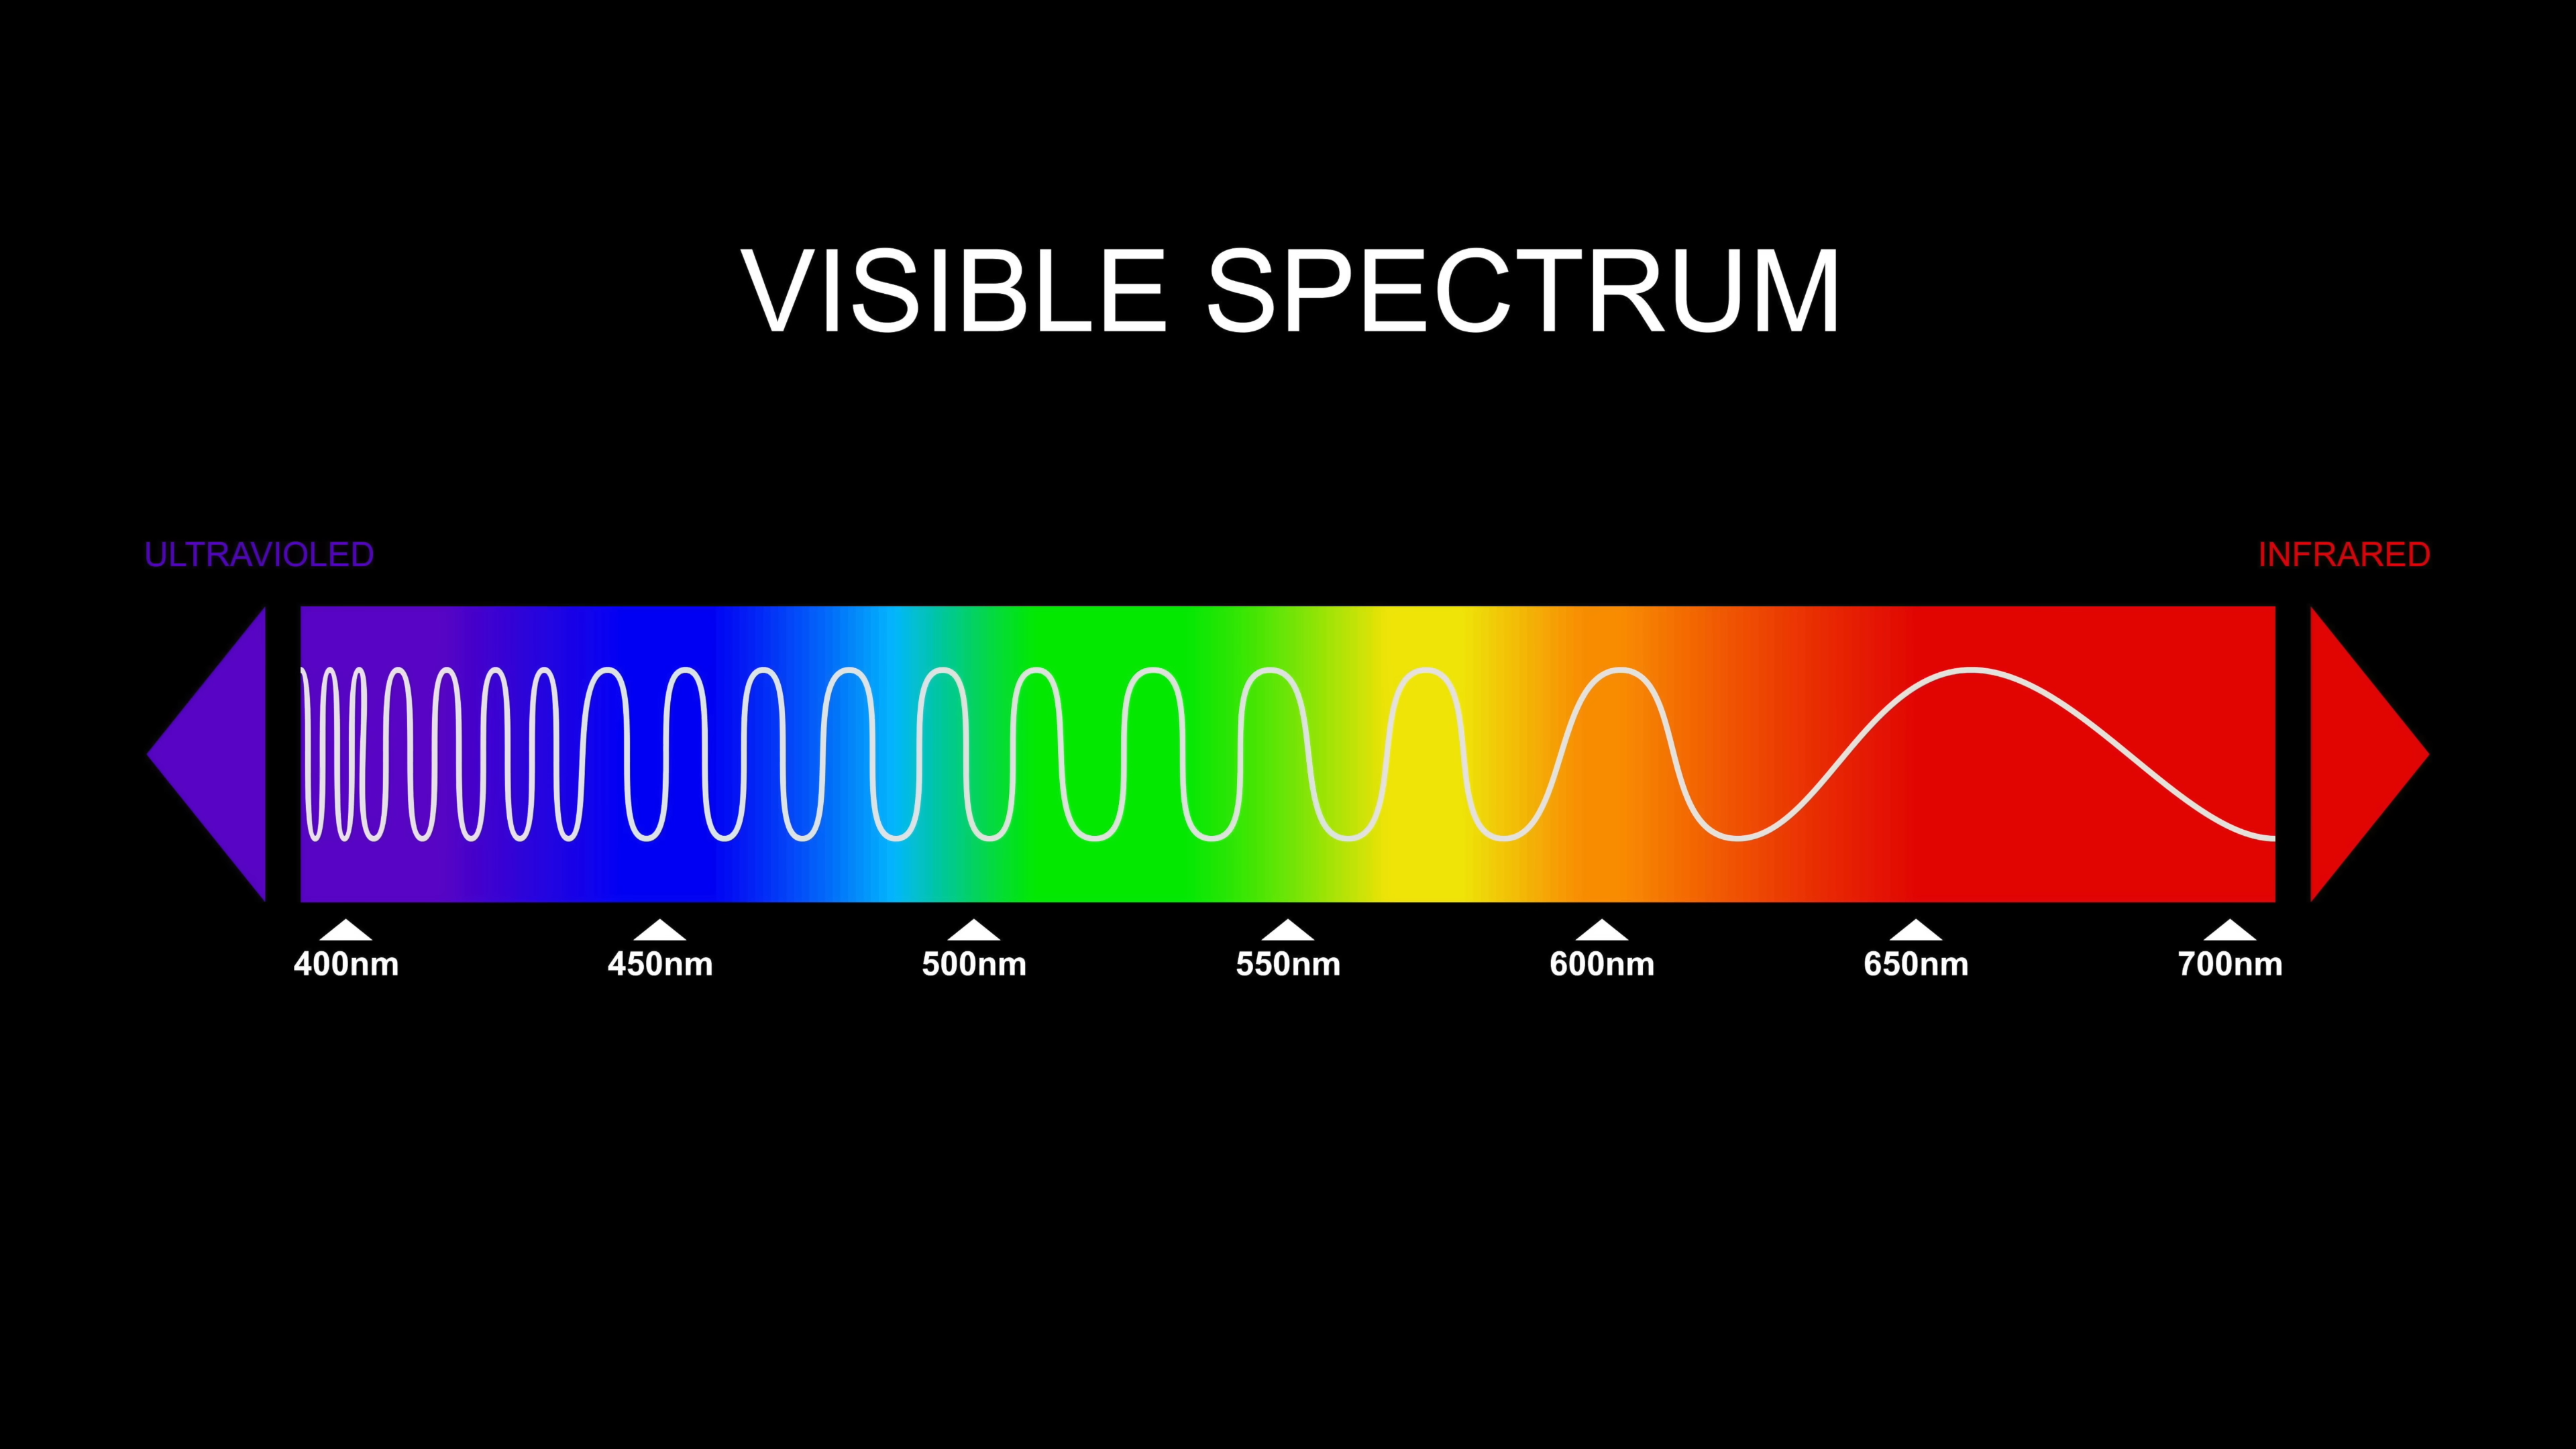 VISIBLE SPECTRUM
ULTRAVIOLED
INFRARED
400nm
450nm
500nm
550nm
600nm
650nm
700nm